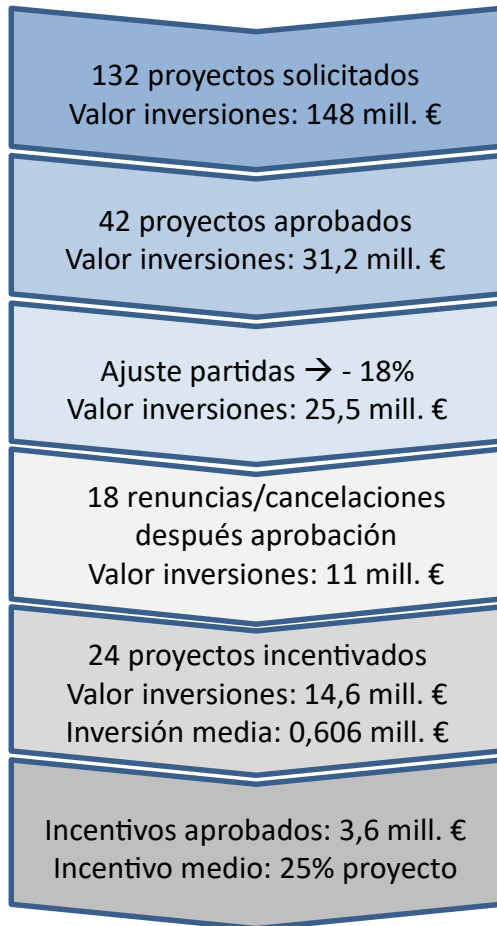 132 proyectos solicitados
Valor inversiones: 148 mill. €
42 proyectos aprobados
Valor inversiones: 31,2 mill. €
Ajuste partidas → - 18%
Valor inversiones: 25,5 mill. €
18 renuncias/cancelaciones
después aprobación
Valor inversiones: 11 mill. €
24 proyectos incentivados
Valor inversiones: 14,6 mill. €
Inversión media: 0,606 mill. €
Incentivos aprobados: 3,6 mill. €
Incentivo medio: 25% proyecto